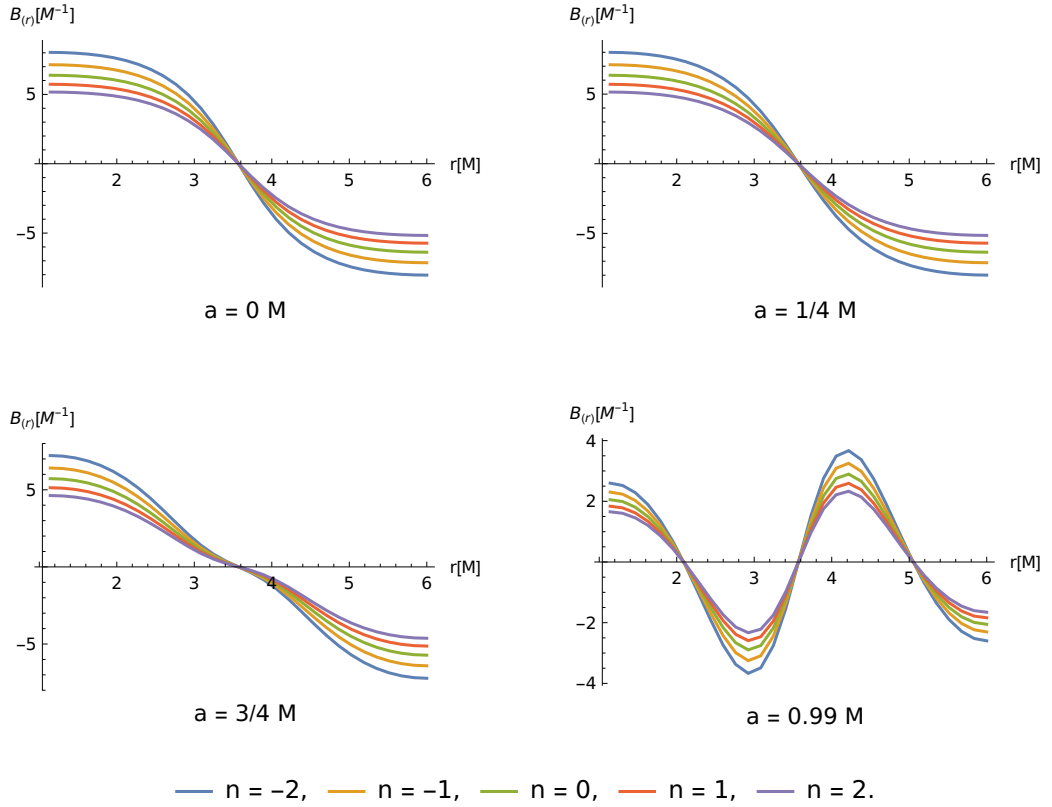 B(r)[M⁻¹]
5
−5
2 3 4 5 6
r[M]
a = 0 M
B(r)[M⁻¹]
5
−5
2 3 4 5 6
r[M]
a = 1/4 M
B(r)[M⁻¹]
5
−5
2 3 4 5 6
r[M]
a = 3/4 M
B(r)[M⁻¹]
4
2
−2
−4
2 3 4 5 6
r[M]
a = 0.99 M
n = −2, n = −1, n = 0, n = 1, n = 2.